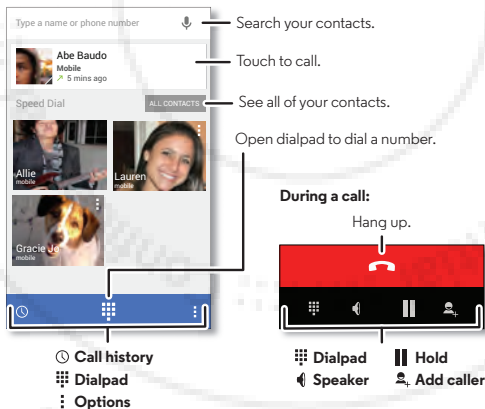 Type a name or phone number
Search your contacts.
Abe Baudo
Mobile
5 mins ago
Touch to call.
Speed Dial
ALL CONTACTS
See all of your contacts.
Open dialpad to dial a number.
Allie
mobile
Lauren
mobile
Gracie Jo
mobile
During a call:
Hang up.
Call history
Dialpad
Options
Dialpad
Hold
Speaker
Add caller